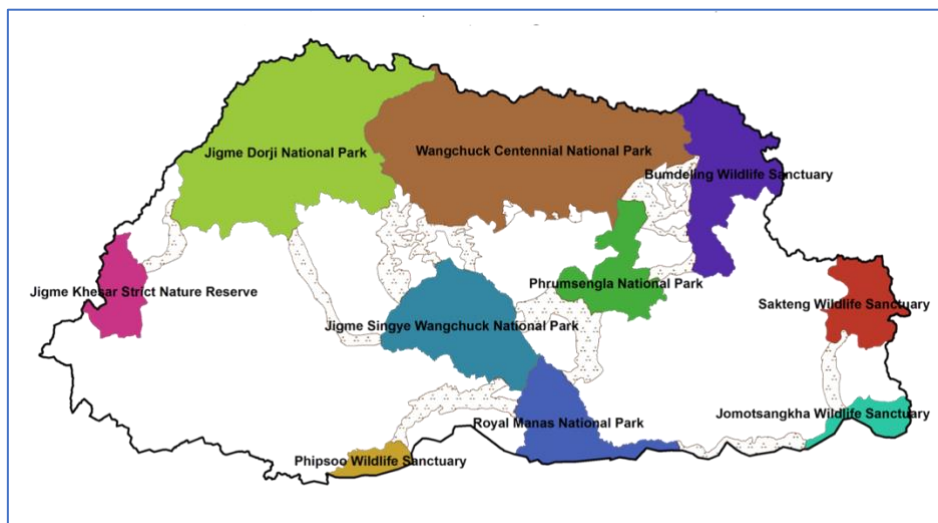 Jigme Dorji National Park
Wangchuck Centennial National Park
Bumdeling Wildlife Sanctuary
Jigme Khesar Strict Nature Reserve
Phrumsengla National Park
Sakteng Wildlife Sanctuary
Jigme Singye Wangchuck National Park
Jomotsangkha Wildlife Sanctuary
Royal Manas National Park
Phipsoo Wildlife Sanctuary